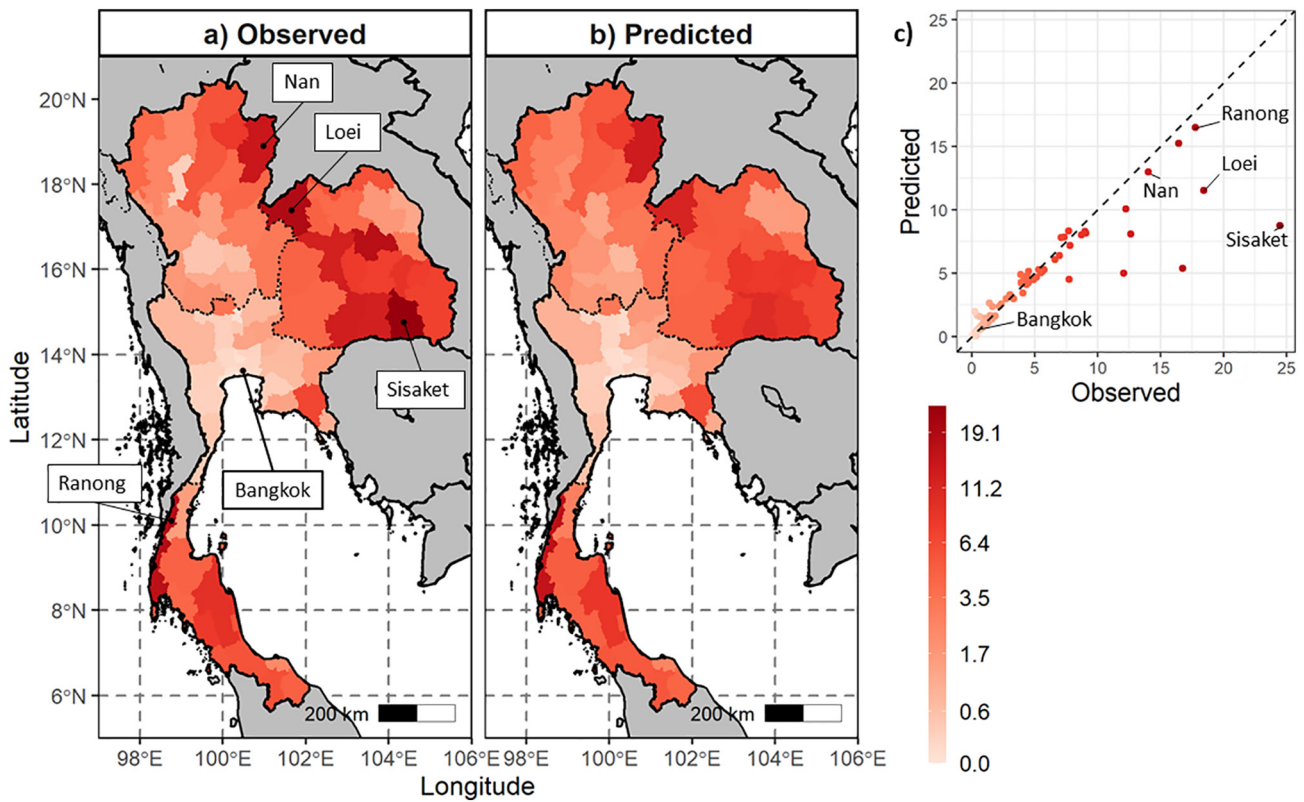 a) Observed
b) Predicted
c)
Nan
Loei
Sisaket
Bangkok
Ranong
20°N
18°N
16°N
14°N
12°N
10°N
8°N
6°N
Latitude
200 km
200 km
98°E
100°E
102°E
104°E
106°E
98°E
100°E
102°E
104°E
106°E
Longitude
25
20
15
10
5
0
Predicted
Ranong
Loei
Nan
Sisaket
Bangkok
0
5
10
15
20
25
Observed
19.1
11.2
6.4
3.5
1.7
0.6
0.0